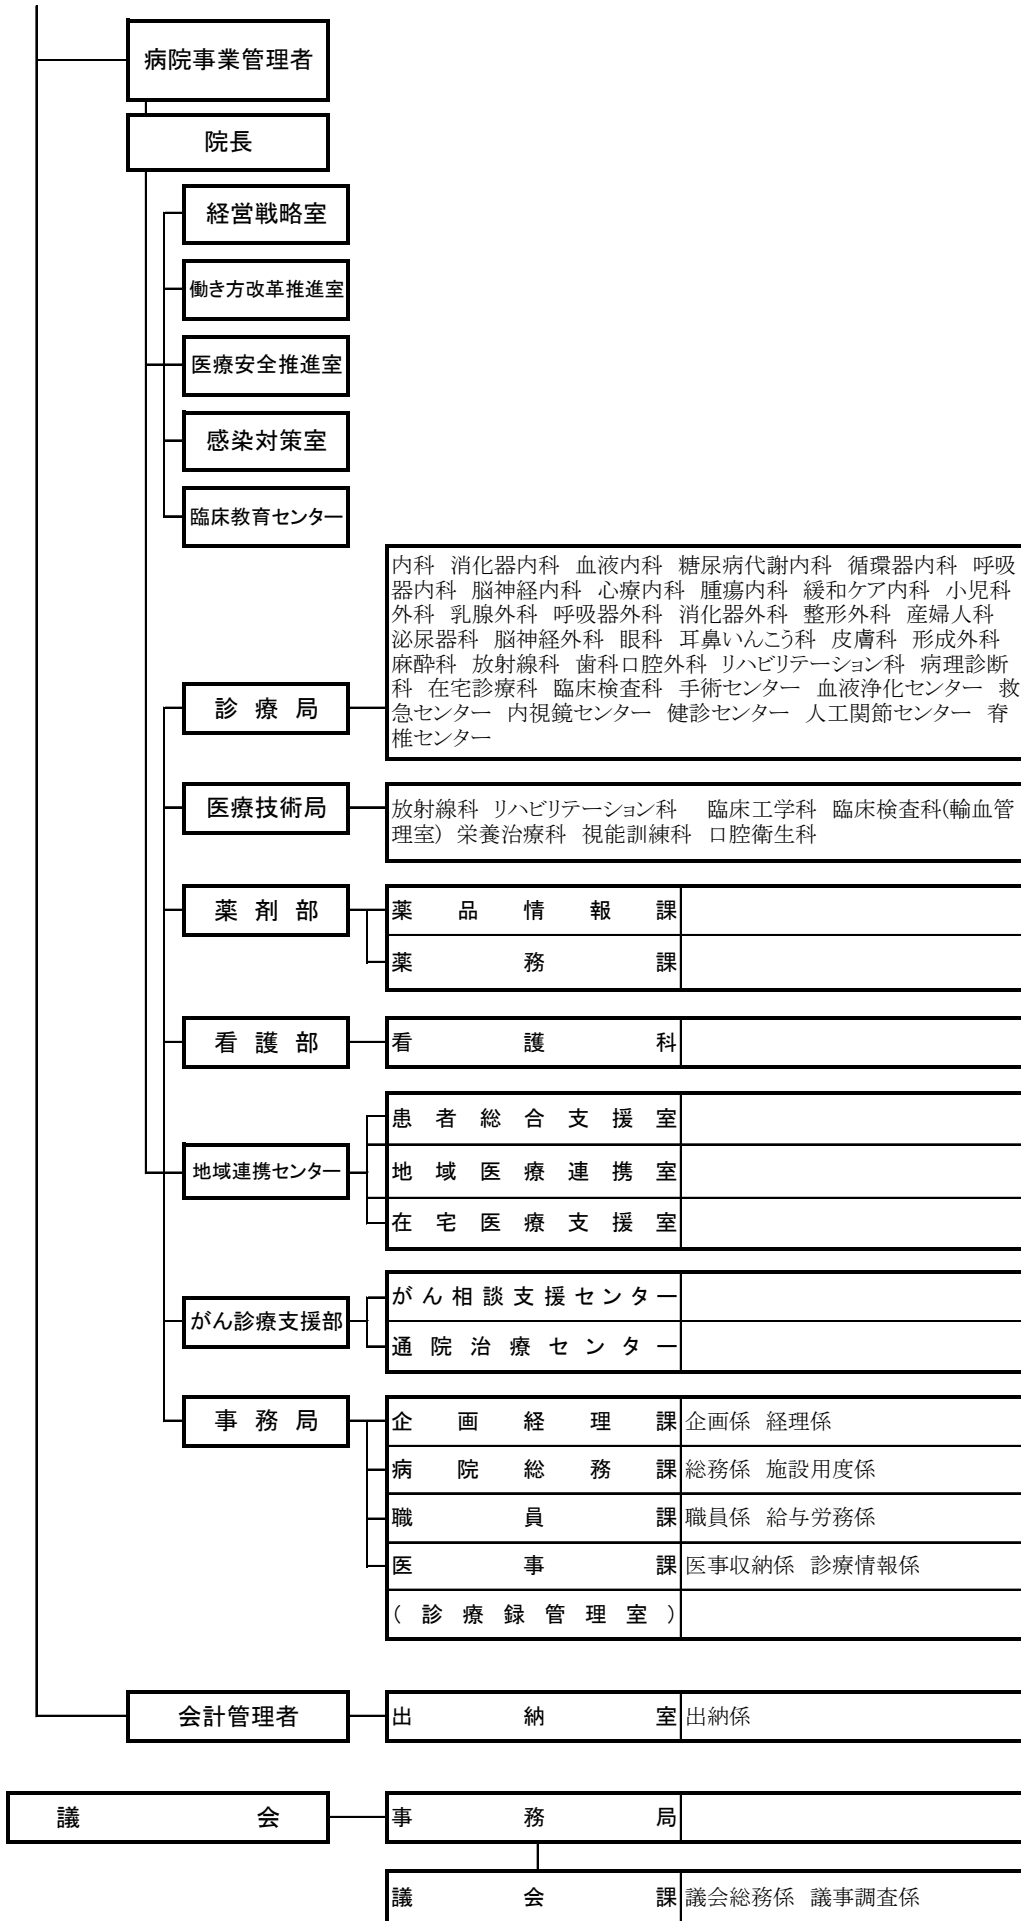 病院事業管理者
院長
経営戦略室
働き方改革推進室
医療安全推進室
感染対策室
臨床教育センター
内科 消化器内科 血液内科 糖尿病代謝内科 循環器内科 呼吸
器内科 脳神経内科 心療内科 腫瘍内科 緩和ケア内科 小児科
外科 乳腺外科 呼吸器外科 消化器外科 整形外科 産婦人科
泌尿器科 脳神経外科 眼科 耳鼻いんこう科 皮膚科 形成外科
麻酔科 放射線科 歯科口腔外科 リハビリテーション科 病理診断
科 在宅診療科 臨床検査科 手術センター 血液浄化センター 救
急センター 内視鏡センター 健診センター 人工関節センター 脊
椎センター
診療局
医療技術局
放射線科 リハビリテーション科 臨床工学科 臨床検査科(輸血管
理室) 栄養治療科 視能訓練科 口腔衛生科
薬剤部
薬品情報課
薬務課
看護部
看護科
患者総合支援室
地域連携センター
地域医療連携室
在宅医療支援室
がん診療支援部
がん相談支援センター
通院治療センター
事務局
企画経理課 企画係 経理係
病院総務課 総務係 施設用度係
職員課 職員係 給与労務係
医事課 医事収納係 診療情報係
(診療録管理室)
会計管理者
出納室 出納係
議会
事務局
議会課 議会総務係 議事調査係